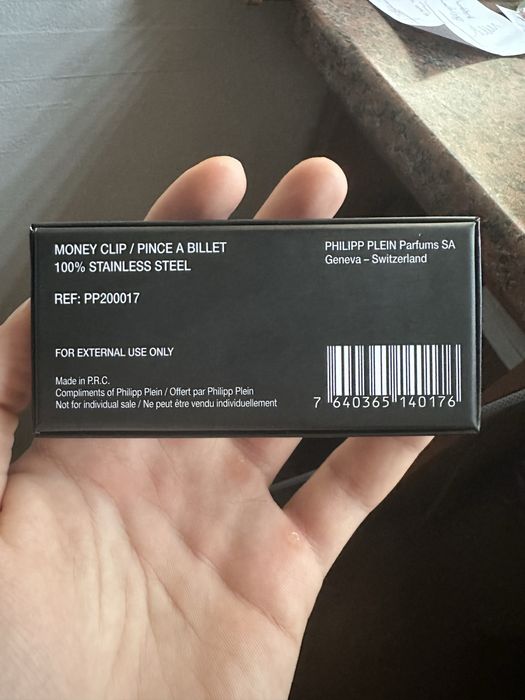 MONEY CLIP / PINCE A BILLET
100% STAINLESS STEEL
REF: PP200017
FOR EXTERNAL USE ONLY
Made in P.R.C.
Compliments of Philipp Plein / Offert par Philipp Plein
Not for individual sale / Ne peut être vendu individuellement
PHILIPP PLEIN Parfums SA
Geneva – Switzerland
7 640365 140176